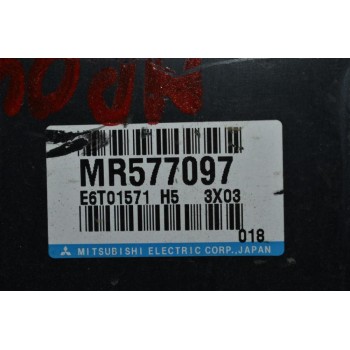 MR577097
E6T01571 H5 3X03
018
MITSUBISHI ELECTRIC CORP.,JAPAN